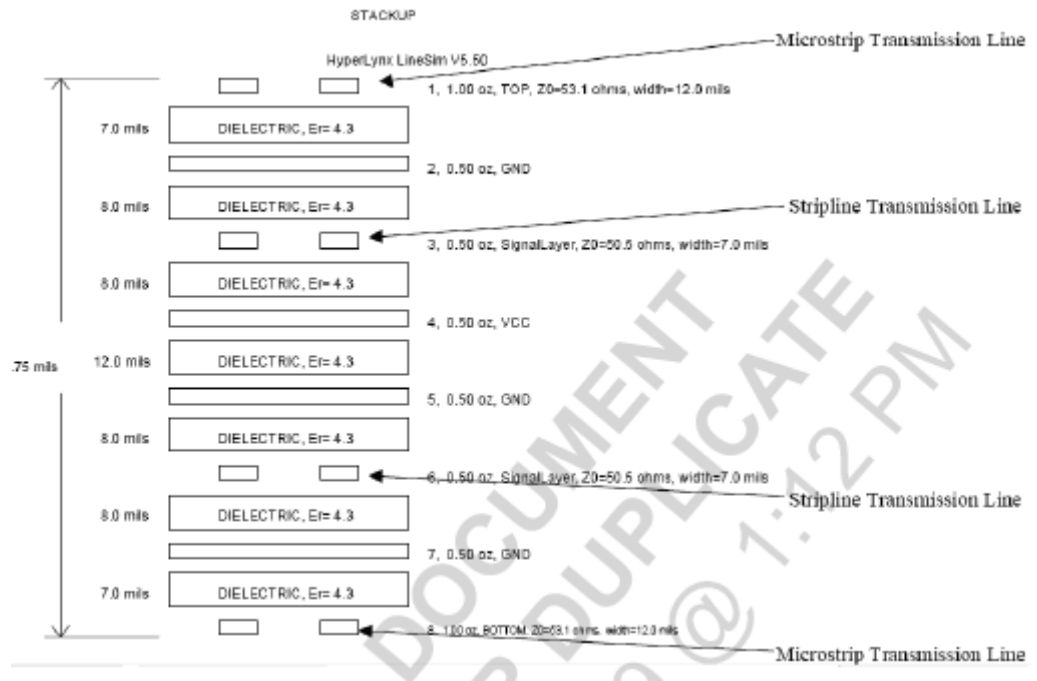 STACKUP
Microstrip Transmission Line
HyperLynx LineSim V5.50
1, 1.00 oz, TOP, Z0=53.1 ohms, width=12.0 mils
7.0 mils DIELECTRIC, Er= 4.3
2, 0.50 oz, GND
8.0 mils DIELECTRIC, Er= 4.3
Stripline Transmission Line
3, 0.50 oz, SignalLayer, Z0=50.5 ohms, width=7.0 mils
8.0 mils DIELECTRIC, Er= 4.3
4, 0.50 oz, VCC
.75 mils 12.0 mils DIELECTRIC, Er= 4.3
5, 0.50 oz, GND
8.0 mils DIELECTRIC, Er= 4.3
6, 0.50 oz, SignalLayer, Z0=50.5 ohms, width=7.0 mils
Stripline Transmission Line
8.0 mils DIELECTRIC, Er= 4.3
7, 0.50 oz, GND
7.0 mils DIELECTRIC, Er= 4.3
8, 1.00 oz, BOTTOM, Z0=53.1 ohms, width=12.0 mils
Microstrip Transmission Line
DOCUMENT
DUPLICATE
@ 1:12 PM